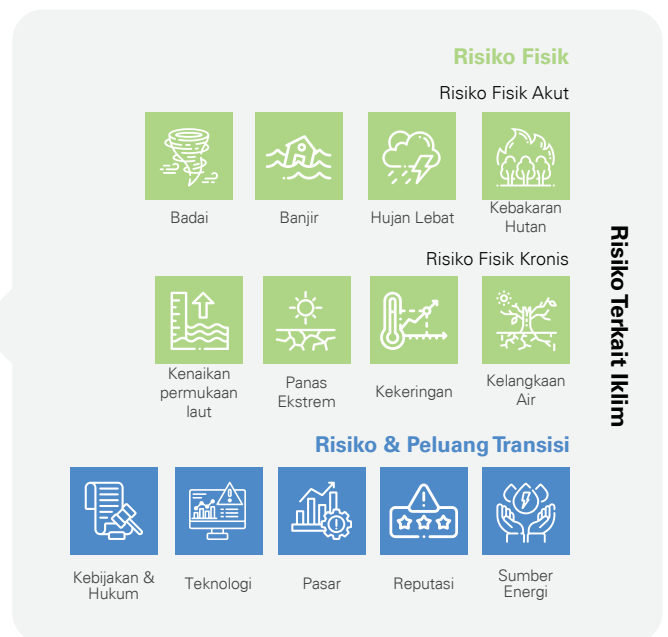 Risiko Fisik
Risiko Fisik Akut
Badai
Banjir
Hujan Lebat
Kebakaran
Hutan
Risiko Fisik Kronis
Kenaikan
permukaan
laut
Panas
Ekstrem
Kekeringan
Kelangkaan
Air
Risiko & Peluang Transisi
Kebijakan &
Hukum
Teknologi
Pasar
Reputasi
Sumber
Energi
Risiko Terkait Iklim